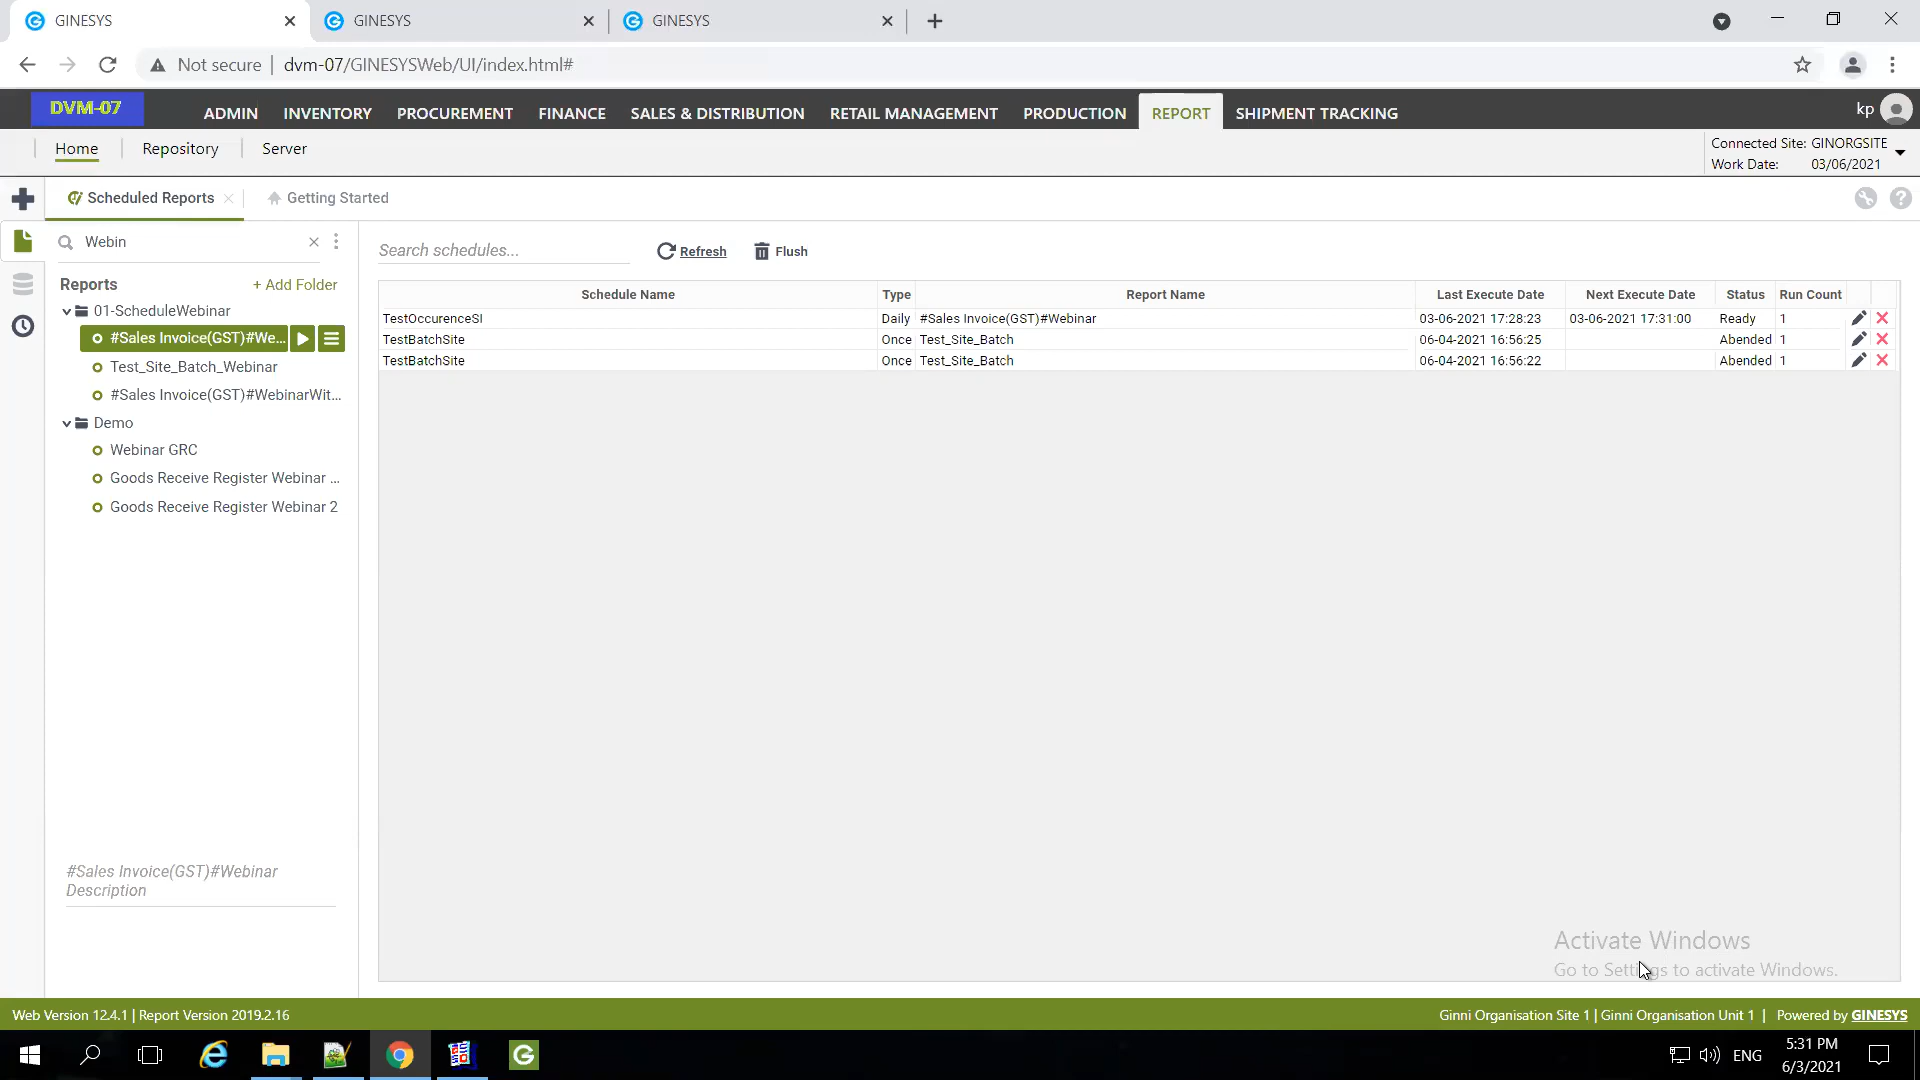 GINESYS
GINESYS
GINESYS
Not secure | dvm-07/GINESYSWeb/UI/index.html#
DVM-07
ADMIN INVENTORY PROCUREMENT FINANCE SALES & DISTRIBUTION RETAIL MANAGEMENT PRODUCTION REPORT SHIPMENT TRACKING
kp
Home Repository Server
Connected Site: GINORGSITE
Work Date: 03/06/2021
Scheduled Reports
Getting Started
Webin
Search schedules...
Refresh
Flush
Reports
+ Add Folder
01-ScheduleWebinar
#Sales Invoice(GST)#We...
Test_Site_Batch_Webinar
#Sales Invoice(GST)#WebinarWit...
Demo
Webinar GRC
Goods Receive Register Webinar ...
Goods Receive Register Webinar 2
Schedule Name Type Report Name Last Execute Date Next Execute Date Status Run Count
TestOccurenceSI Daily #Sales Invoice(GST)#Webinar 03-06-2021 17:28:23 03-06-2021 17:31:00 Ready 1
TestBatchSite Once Test_Site_Batch 06-04-2021 16:56:25 Abended 1
TestBatchSite Once Test_Site_Batch 06-04-2021 16:56:22 Abended 1
#Sales Invoice(GST)#Webinar
Description
Activate Windows
Go to Settings to activate Windows.
Web Version 12.4.1 | Report Version 2019.2.16
Ginni Organisation Site 1 | Ginni Organisation Unit 1 | Powered by GINESYS
ENG
5:31 PM
6/3/2021